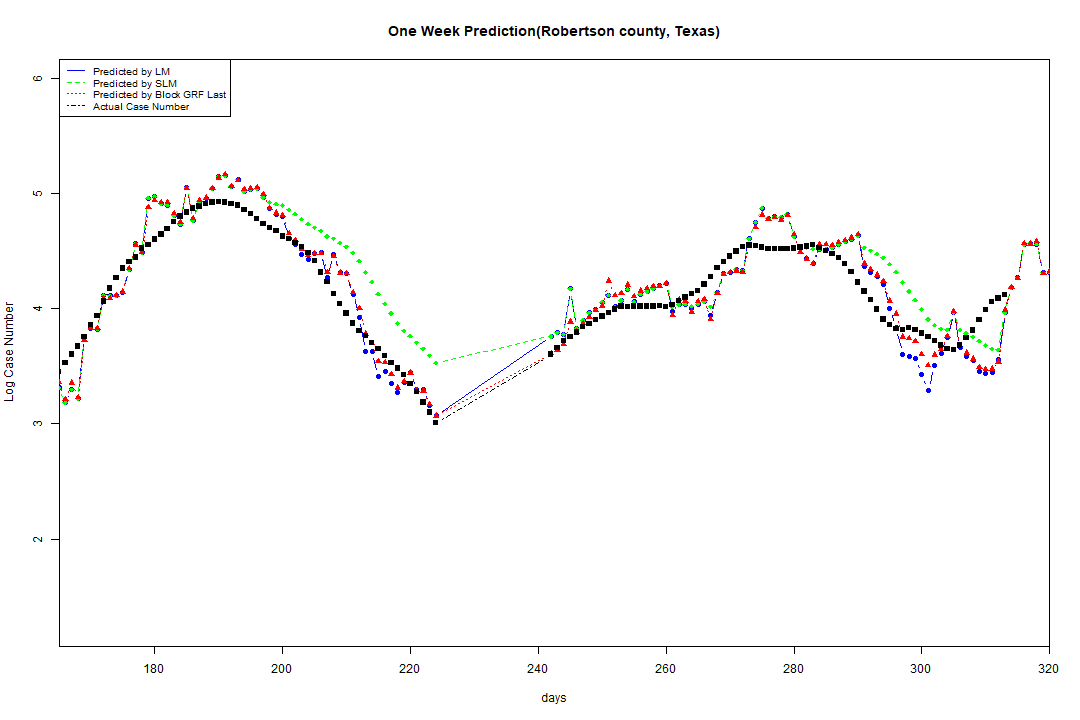 One Week Prediction(Robertson county, Texas)
Predicted by LM
Predicted by SLM
Predicted by Block GRF Last
Actual Case Number
6
5
4
3
2
Log Case Number
180 200 220 240 260 280 300 320
days